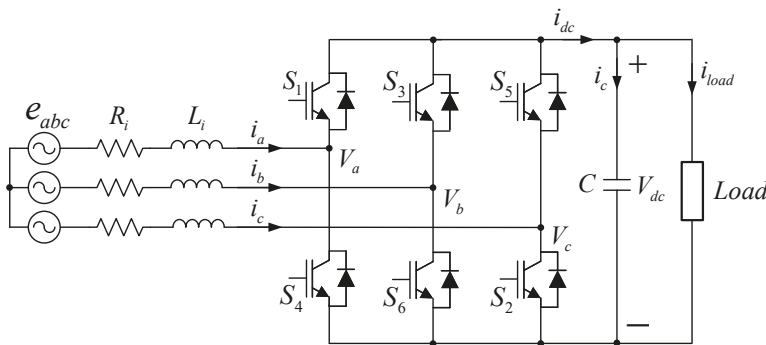 i_dc
S_1 S_3 S_5 i_c + i_load
e_abc R_i L_i i_a
V_a
i_b C V_dc Load
V_b
i_c V_c
S_4 S_6 S_2
−